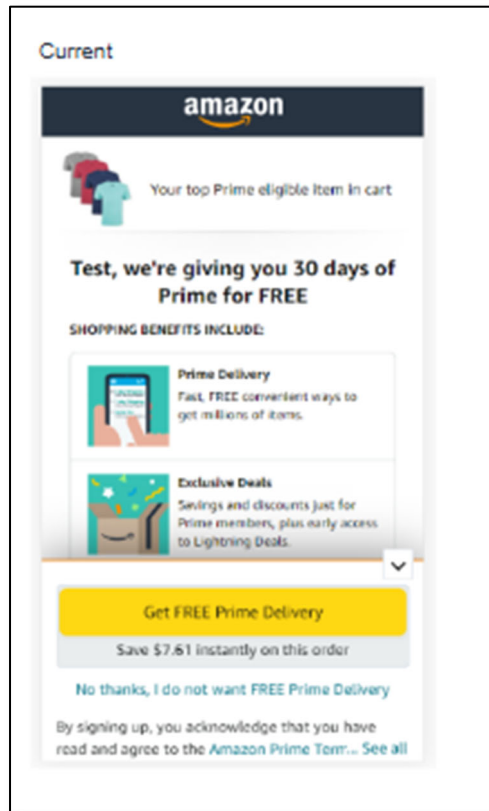 Current
amazon
Your top Prime eligible item in cart
Test, we're giving you 30 days of
Prime for FREE
SHOPPING BENEFITS INCLUDE:
Prime Delivery
Fast, FREE convenient ways to
get millions of items.
Exclusive Deals
Savings and discounts just for
Prime members, plus early access
to Lightning Deals.
Get FREE Prime Delivery
Save $7.61 instantly on this order
No thanks, I do not want FREE Prime Delivery
By signing up, you acknowledge that you have
read and agree to the Amazon Prime Term... See all